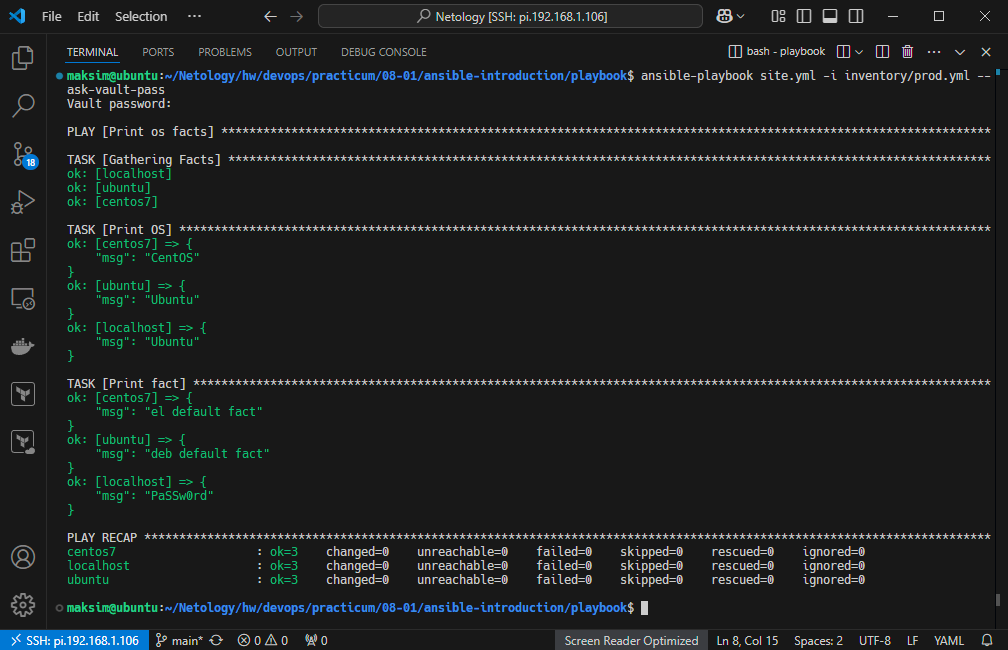 File Edit Selection ··· Netology [SSH: pi.192.168.1.106]
TERMINAL PORTS PROBLEMS OUTPUT DEBUG CONSOLE bash - playbook
maksim@ubuntu:~/Netology/hw/devops/practicum/08-01/ansible-introduction/playbook$ ansible-playbook site.yml -i inventory/prod.yml --
ask-vault-pass
Vault password:
PLAY [Print os facts] **************************************************************************************************************
TASK [Gathering Facts] *************************************************************************************************************
ok: [localhost]
ok: [ubuntu]
ok: [centos7]
TASK [Print OS] ********************************************************************************************************************
ok: [centos7] => {
    "msg": "CentOS"
}
ok: [ubuntu] => {
    "msg": "Ubuntu"
}
ok: [localhost] => {
    "msg": "Ubuntu"
}
TASK [Print fact] ******************************************************************************************************************
ok: [centos7] => {
    "msg": "el default fact"
}
ok: [ubuntu] => {
    "msg": "deb default fact"
}
ok: [localhost] => {
    "msg": "PaSSw0rd"
}
PLAY RECAP *************************************************************************************************************************
centos7 : ok=3 changed=0 unreachable=0 failed=0 skipped=0 rescued=0 ignored=0
localhost : ok=3 changed=0 unreachable=0 failed=0 skipped=0 rescued=0 ignored=0
ubuntu : ok=3 changed=0 unreachable=0 failed=0 skipped=0 rescued=0 ignored=0
maksim@ubuntu:~/Netology/hw/devops/practicum/08-01/ansible-introduction/playbook$
18
SSH: pi.192.168.1.106 main* 0 0 0 Screen Reader Optimized Ln 8, Col 15 Spaces: 2 UTF-8 LF YAML